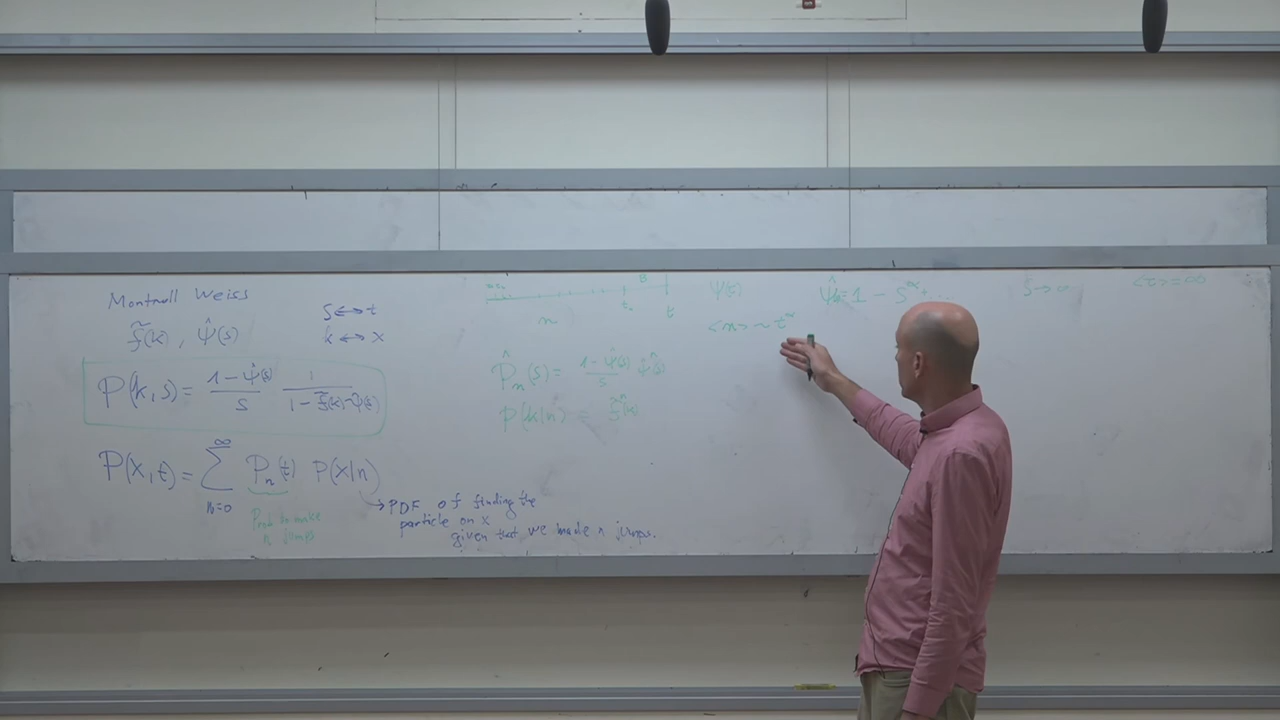 Montroll Weiss
f̃(k) , ψ̂(s)
s ↔ t
k ↔ x
P(k,s) = (1 - ψ̂(s))/s 1/(1 - f̃(k)ψ̂(s))
P(x,t) = ∑_{n=0}^{∞} P_n(t) P(x|n)
Prob to make
n jumps
→ PDF of finding the
particle on x
given that we made n jumps.
t_n B t
n
P̂_n(s) = (1 - ψ̂(s))/s ψ̂^n(s)
P(k|n) = f̃^n(k)
ψ(t)
<n> ~ t^α
ψ̂(s) = 1 - s^α + ...
s → 0
<τ> = ∞